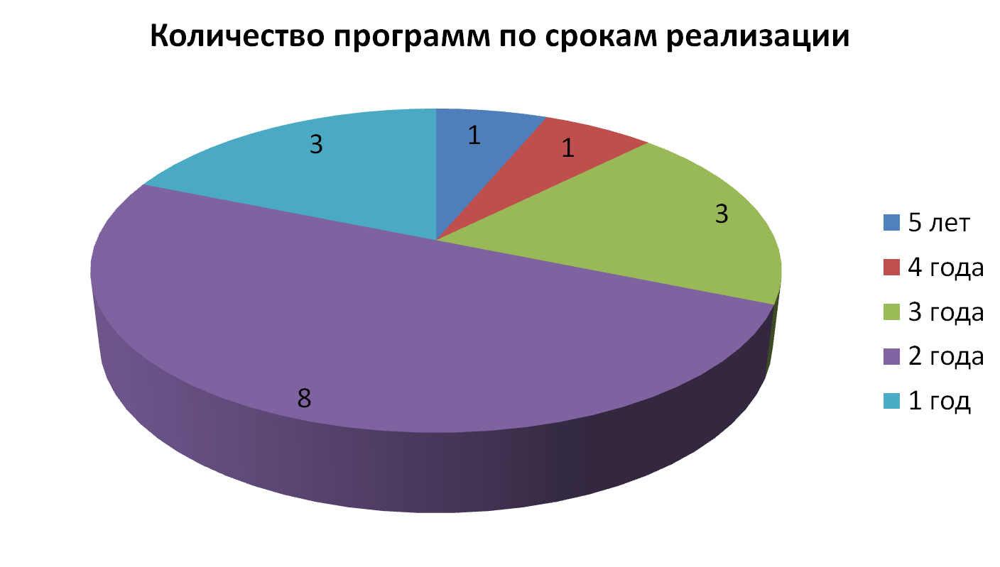 Количество программ по срокам реализации
1
1
3
3
8
5 лет
4 года
3 года
2 года
1 год